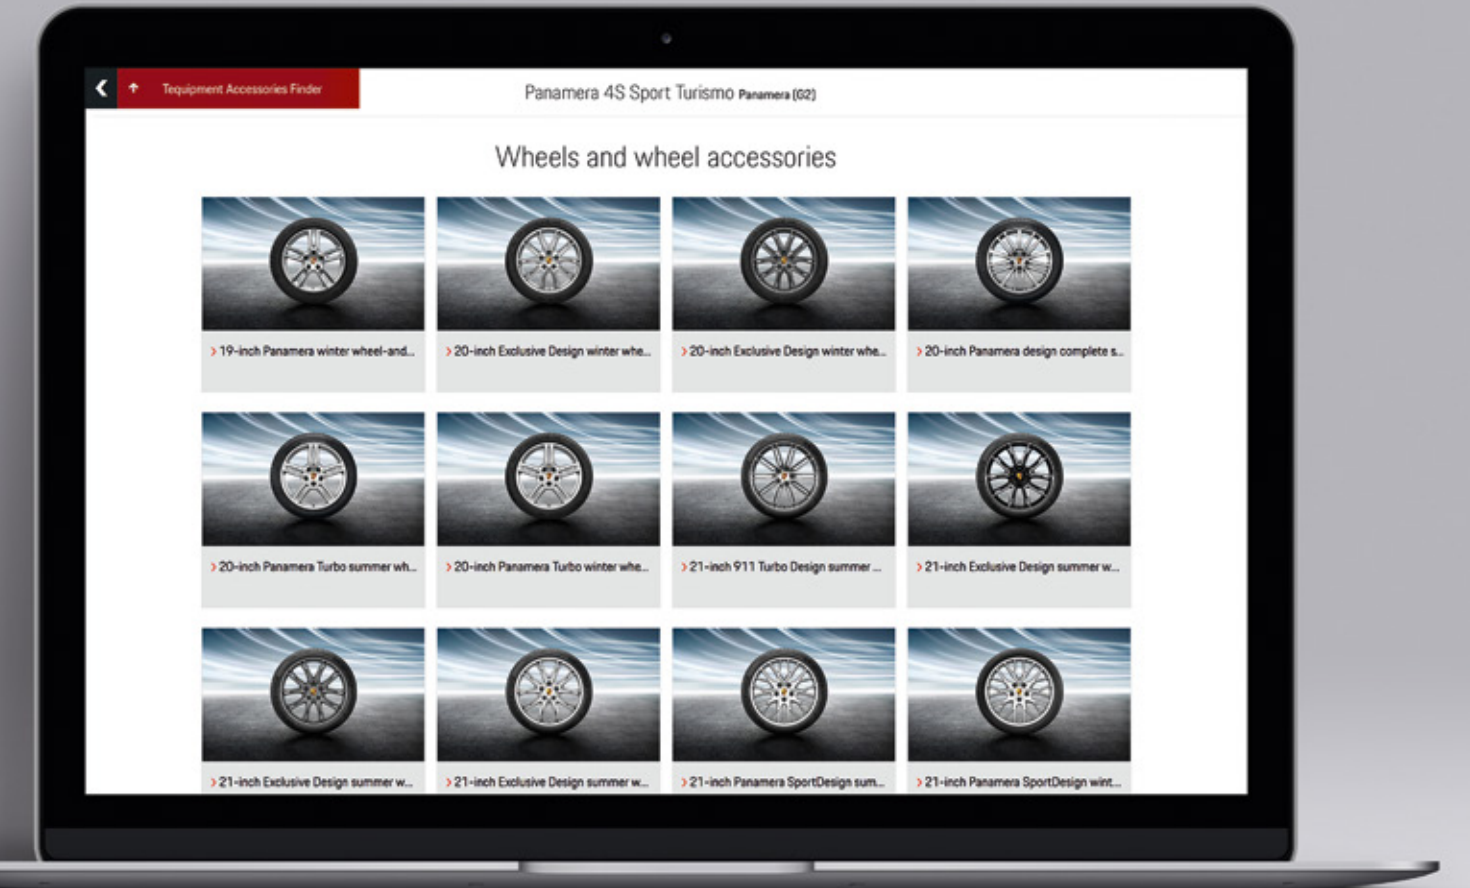 Tequipment Accessories Finder
Panamera 4S Sport Turismo Panamera (G2)
Wheels and wheel accessories
19-inch Panamera winter wheel-and...
20-inch Exclusive Design winter whe...
20-inch Exclusive Design winter whe...
20-inch Panamera design complete s...
20-inch Panamera Turbo summer wh...
20-inch Panamera Turbo winter whe...
21-inch 911 Turbo Design summer ...
21-inch Exclusive Design summer w...
21-inch Exclusive Design summer w...
21-inch Exclusive Design summer w...
21-inch Panamera SportDesign sum...
21-inch Panamera SportDesign wint...